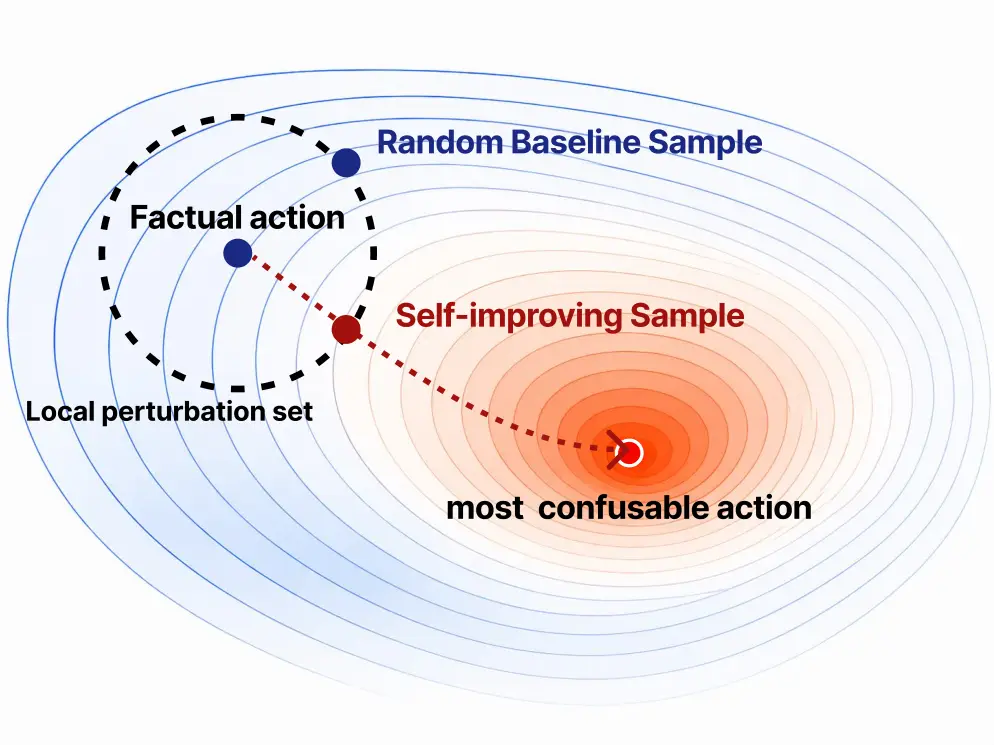 Random Baseline Sample
Factual action
Self-improving Sample
Local perturbation set
most confusable action